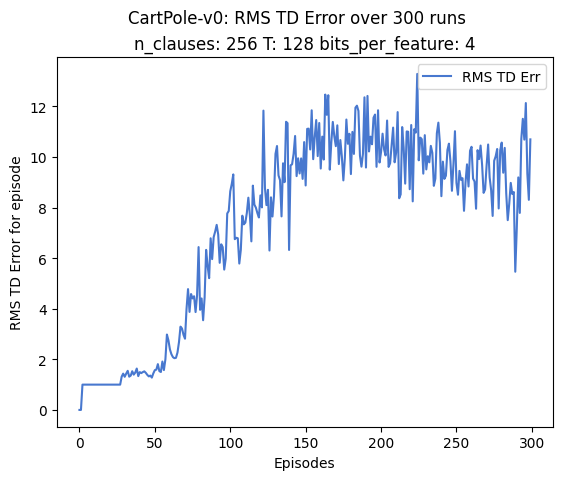 CartPole-v0: RMS TD Error over 300 runs
n_clauses: 256 T: 128 bits_per_feature: 4
RMS TD Err
RMS TD Error for episode
12
10
8
6
4
2
0
0 50 100 150 200 250 300
Episodes